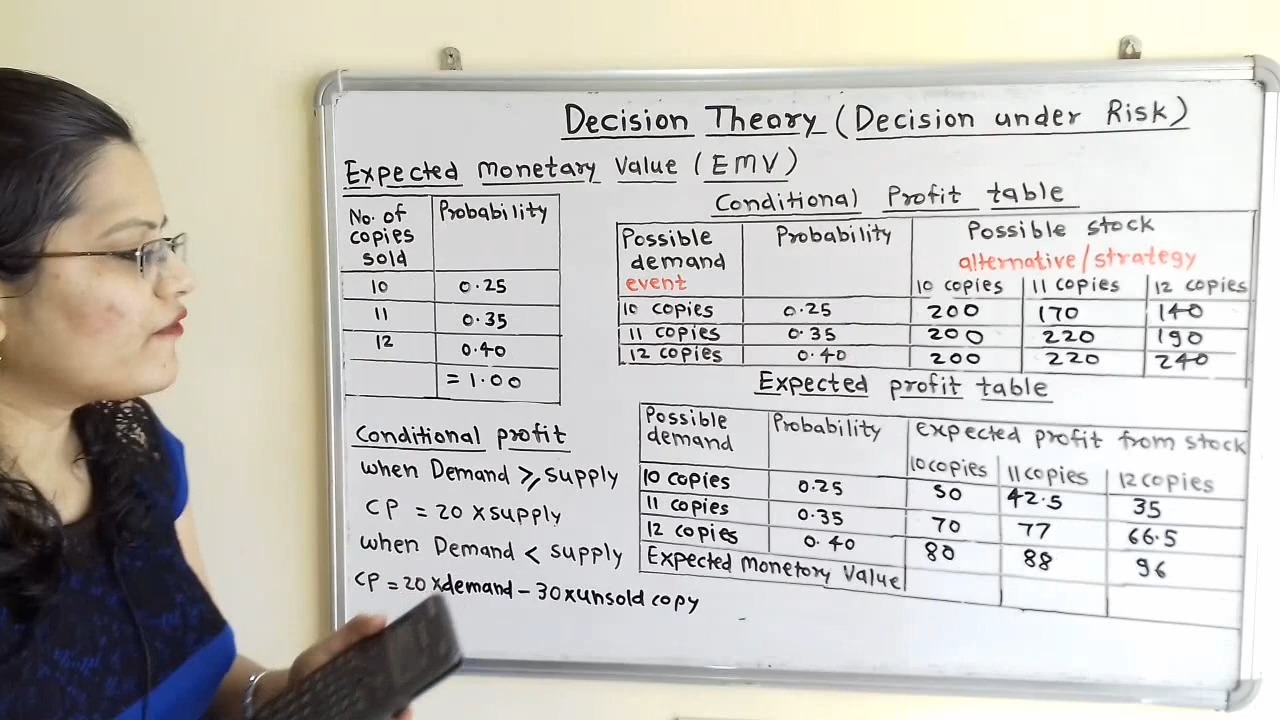 Decision Theory (Decision under Risk)
Expected Monetary Value (EMV)
No. of copies sold Probability
10 0.25
11 0.35
12 0.40
= 1.00
Conditional profit
when Demand ⩾ supply
CP = 20 x supply
when Demand < supply
CP = 20 x demand - 30 x unsold copy
Conditional Profit table
Possible demand event Probability Possible stock alternative/strategy
10 copies 11 copies 12 copies
10 copies 0.25 200 170 140
11 copies 0.35 200 220 190
12 copies 0.40 200 220 240
Expected profit table
Possible demand Probability Expected profit from stock
10 copies 11 copies 12 copies
10 copies 0.25 50 42.5 35
11 copies 0.35 70 77 66.5
12 copies 0.40 80 88 96
Expected Monetory Value